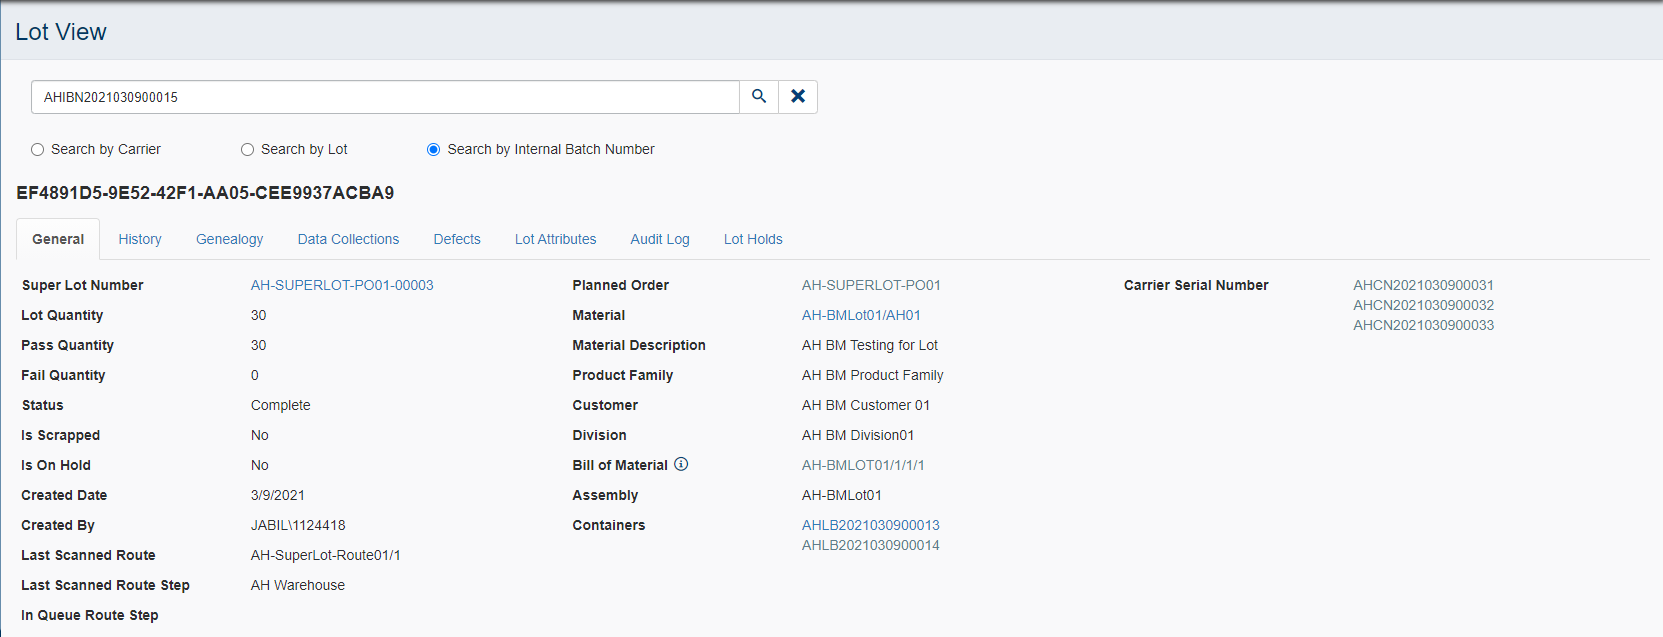 Lot View
AHIBN2021030900015
Search by Carrier
Search by Lot
Search by Internal Batch Number
EF4891D5-9E52-42F1-AA05-CEE9937ACBA9
General
History
Genealogy
Data Collections
Defects
Lot Attributes
Audit Log
Lot Holds
Super Lot Number AH-SUPERLOT-PO01-00003
Lot Quantity 30
Pass Quantity 30
Fail Quantity 0
Status Complete
Is Scrapped No
Is On Hold No
Created Date 3/9/2021
Created By JABIL\1124418
Last Scanned Route AH-SuperLot-Route01/1
Last Scanned Route Step AH Warehouse
In Queue Route Step
Planned Order AH-SUPERLOT-PO01
Material AH-BMLot01/AH01
Material Description AH BM Testing for Lot
Product Family AH BM Product Family
Customer AH BM Customer 01
Division AH BM Division01
Bill of Material AH-BMLOT01/1/1/1
Assembly AH-BMLot01
Containers AHLB2021030900013
AHLB2021030900014
Carrier Serial Number AHCN2021030900031
AHCN2021030900032
AHCN2021030900033